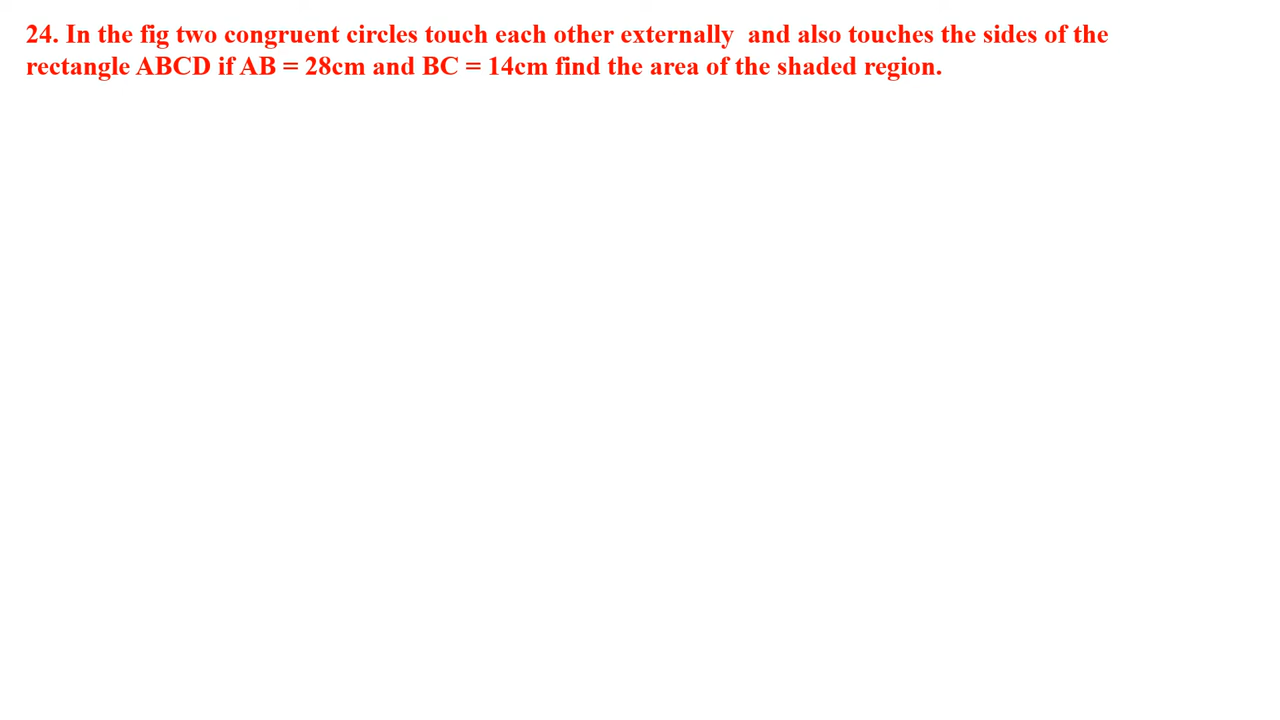 24. In the fig two congruent circles touch each other externally  and also touches the sides of the
rectangle ABCD if AB = 28cm and BC = 14cm find the area of the shaded region.